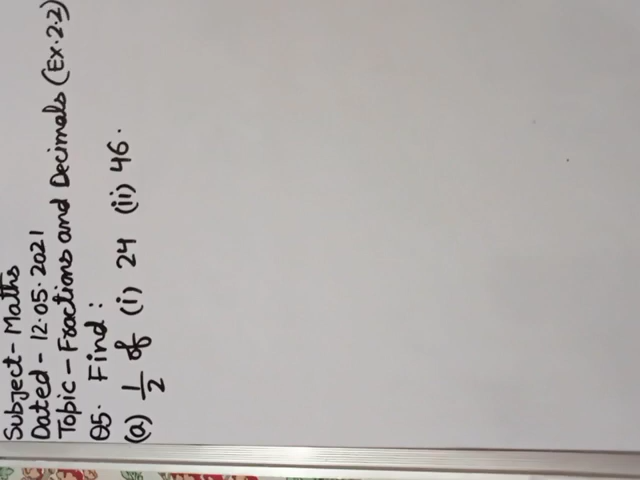 Subject - Maths
Dated - 12.05.2021
Topic - Fractions and Decimals (Ex.2.2)
Q5. Find :
(a) 1/2 of (i) 24 (ii) 46.